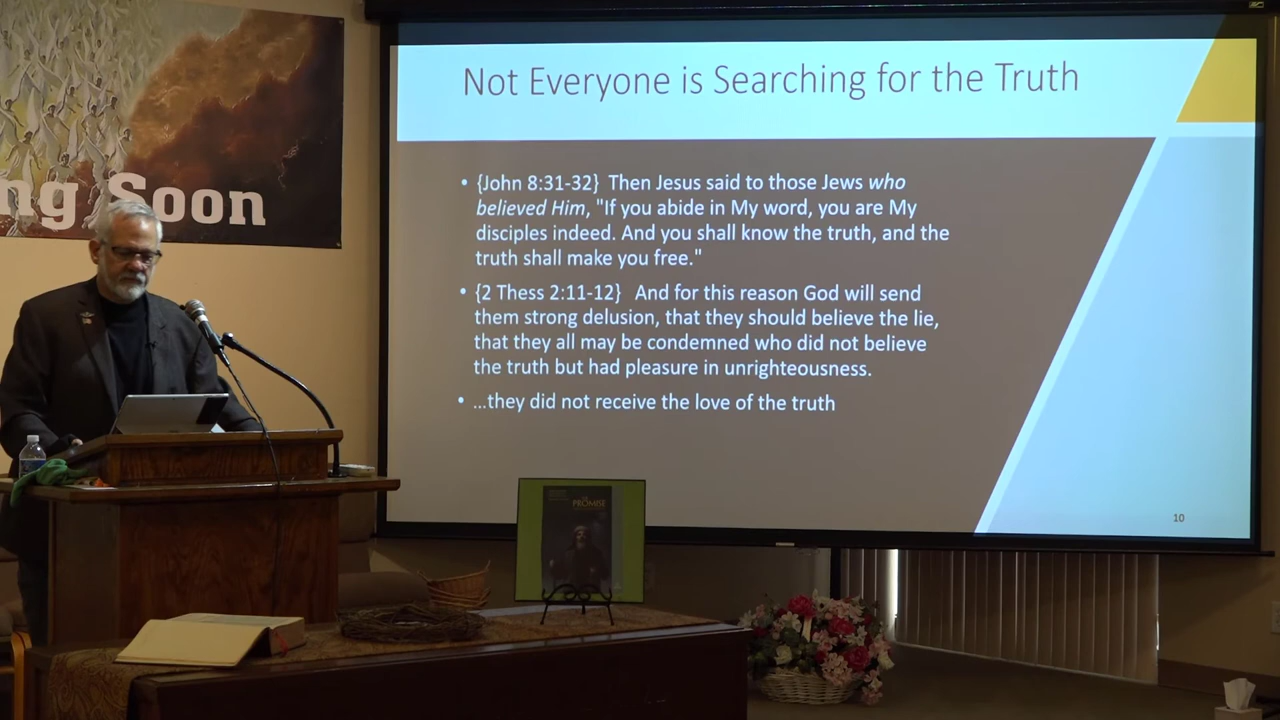 ng Soon
Not Everyone is Searching for the Truth
• {John 8:31-32} Then Jesus said to those Jews who
believed Him, "If you abide in My word, you are My
disciples indeed. And you shall know the truth, and the
truth shall make you free."
• {2 Thess 2:11-12} And for this reason God will send
them strong delusion, that they should believe the lie,
that they all may be condemned who did not believe
the truth but had pleasure in unrighteousness.
• ...they did not receive the love of the truth
10
PROMISE